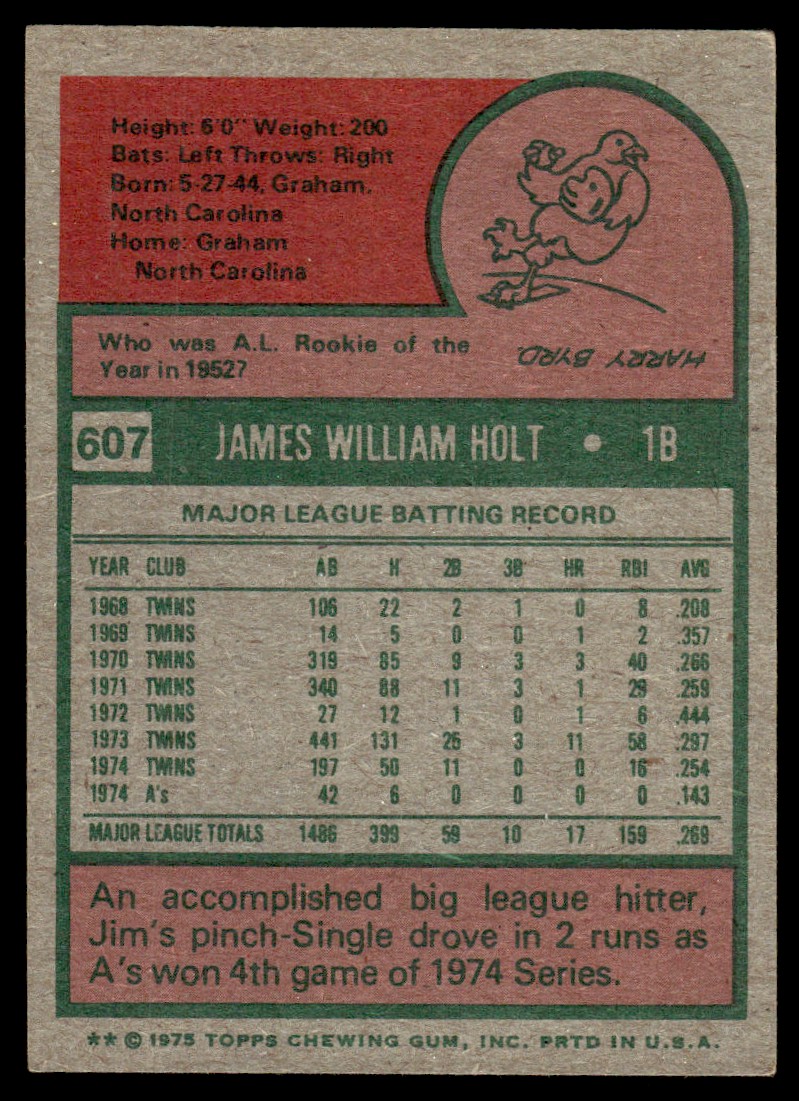 Height: 6'0" Weight: 200
Bats: Left Throws: Right
Born: 5-27-44, Graham,
North Carolina
Home: Graham
North Carolina
Who was A.L. Rookie of the
Year in 1952?
HARRY BYRD.
607 JAMES WILLIAM HOLT • 1B
MAJOR LEAGUE BATTING RECORD
YEAR CLUB AB H 2B 3B HR RBI AVG
1968 TWINS 106 22 2 1 0 8 .208
1969 TWINS 14 5 0 0 1 2 .357
1970 TWINS 319 85 9 3 3 40 .266
1971 TWINS 340 88 11 3 1 29 .259
1972 TWINS 27 12 1 0 1 6 .444
1973 TWINS 441 131 25 3 11 58 .297
1974 TWINS 197 50 11 0 0 16 .254
1974 A's 42 6 0 0 0 0 .143
MAJOR LEAGUE TOTALS 1486 399 59 10 17 159 .269
An accomplished big league hitter,
Jim's pinch-Single drove in 2 runs as
A's won 4th game of 1974 Series.
** © 1975 TOPPS CHEWING GUM, INC. PRTD IN U.S.A.